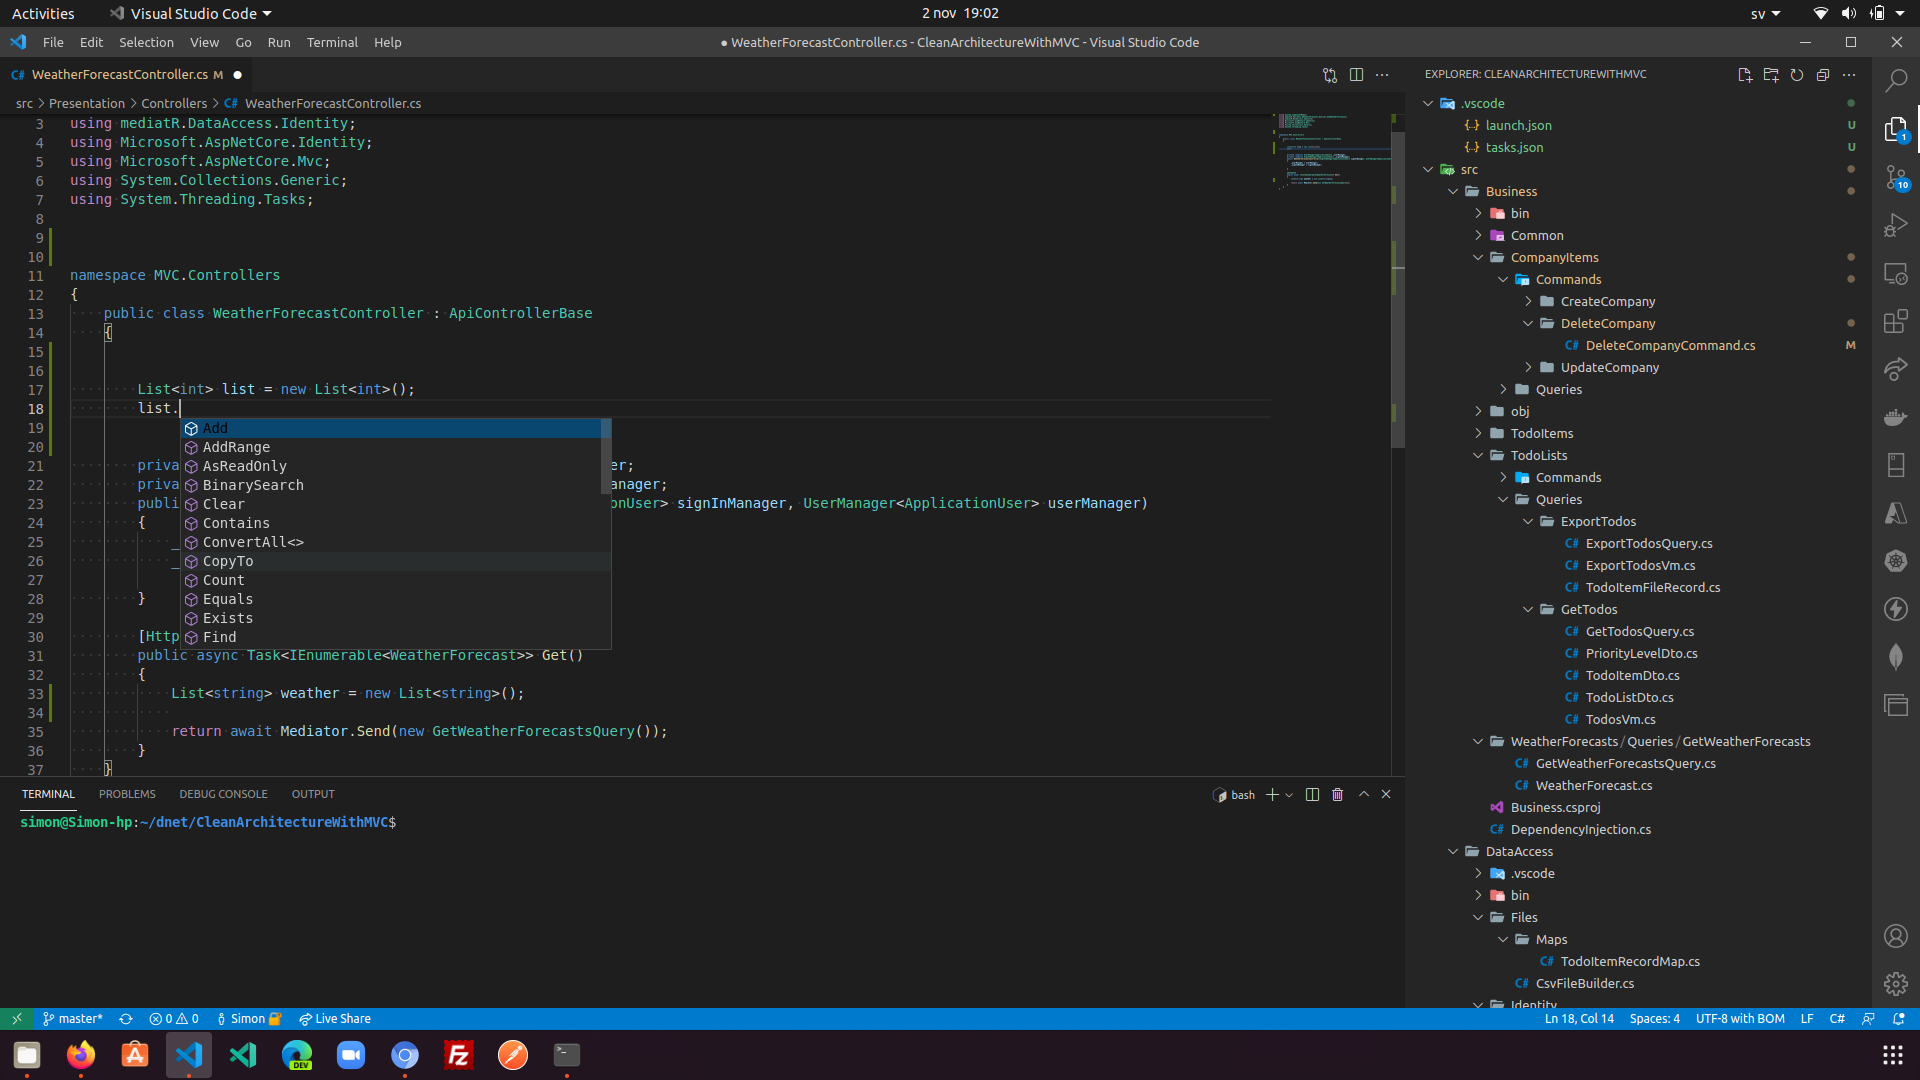 Activities
Visual Studio Code
2 nov 19:02
sv
File Edit Selection View Go Run Terminal Help
● WeatherForecastController.cs - CleanArchitectureWithMVC - Visual Studio Code
C# WeatherForecastController.cs M ●
src > Presentation > Controllers > C# WeatherForecastController.cs
3 using mediatR.DataAccess.Identity;
4 using Microsoft.AspNetCore.Identity;
5 using Microsoft.AspNetCore.Mvc;
6 using System.Collections.Generic;
7 using System.Threading.Tasks;
8
9
10
11 namespace MVC.Controllers
12 {
13 public class WeatherForecastController : ApiControllerBase
14 {
15
16
17 List<int> list = new List<int>();
18 list.
19
20
21 priva er;
22 priva anager;
23 publi onUser> signInManager, UserManager<ApplicationUser> userManager)
24 {
25 _
26 _
27
28 }
29
30 [Http
31 public async Task<IEnumerable<WeatherForecast>> Get()
32 {
33 List<string> weather = new List<string>();
34
35 return await Mediator.Send(new GetWeatherForecastsQuery());
36 }
37 }
Add
AddRange
AsReadOnly
BinarySearch
Clear
Contains
ConvertAll<>
CopyTo
Count
Equals
Exists
Find
TERMINAL PROBLEMS DEBUG CONSOLE OUTPUT
bash
simon@Simon-hp:~/dnet/CleanArchitectureWithMVC$
EXPLORER: CLEANARCHITECTUREWITHMVC
.vscode
{..} launch.json U
{..} tasks.json U
src
Business
bin
Common
CompanyItems
Commands
CreateCompany
DeleteCompany
C# DeleteCompanyCommand.cs M
UpdateCompany
Queries
obj
TodoItems
TodoLists
Commands
Queries
ExportTodos
C# ExportTodosQuery.cs
C# ExportTodosVm.cs
C# TodoItemFileRecord.cs
GetTodos
C# GetTodosQuery.cs
C# PriorityLevelDto.cs
C# TodoItemDto.cs
C# TodoListDto.cs
C# TodosVm.cs
WeatherForecasts/Queries/GetWeatherForecasts
C# GetWeatherForecastsQuery.cs
C# WeatherForecast.cs
Business.csproj
C# DependencyInjection.cs
DataAccess
.vscode
bin
Files
Maps
C# TodoItemRecordMap.cs
C# CsvFileBuilder.cs
Identity
1
10
master*
0 0
Simon
Live Share
Ln 18, Col 14
Spaces: 4
UTF-8 with BOM
LF
C#
DEV
FZ